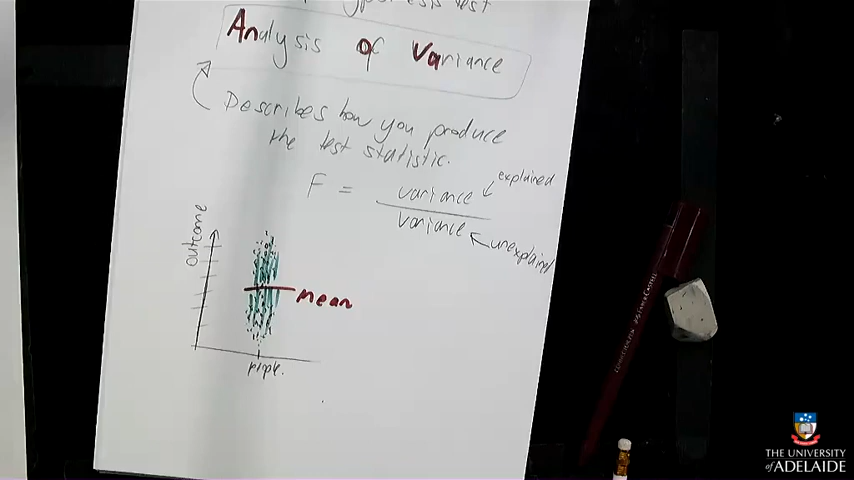 Analysis of Variance
Describes how you produce
the test statistic.
F = variance explained
variance unexplained
outcome
mean
THE UNIVERSITY
of ADELAIDE